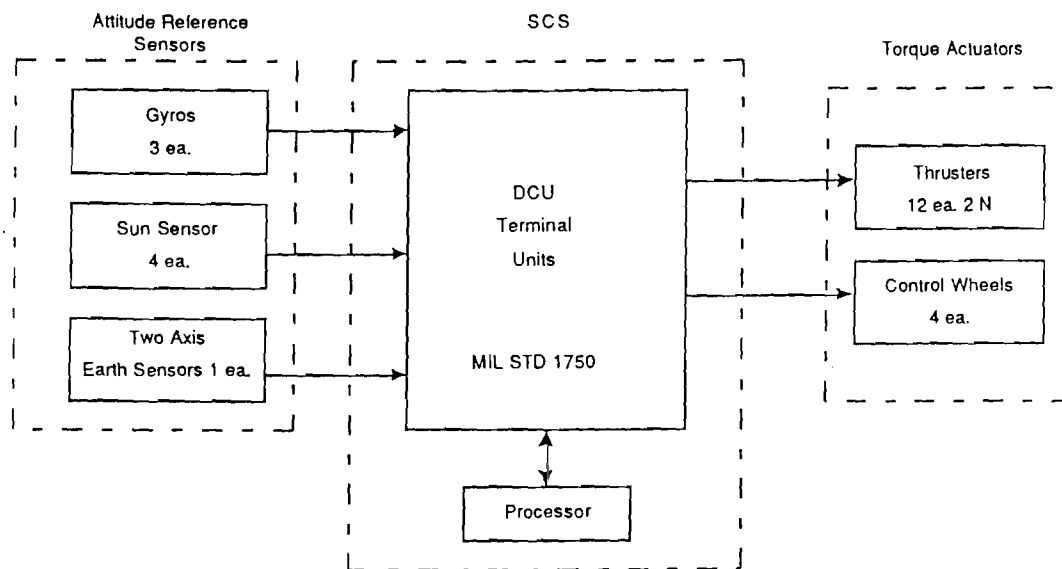 Attitude Reference
Sensors
Gyros
3 ea.
Sun Sensor
4 ea.
Two Axis
Earth Sensors 1 ea.
SCS
DCU
Terminal
Units
MIL STD 1750
Processor
Torque Actuators
Thrusters
12 ea. 2 N
Control Wheels
4 ea.